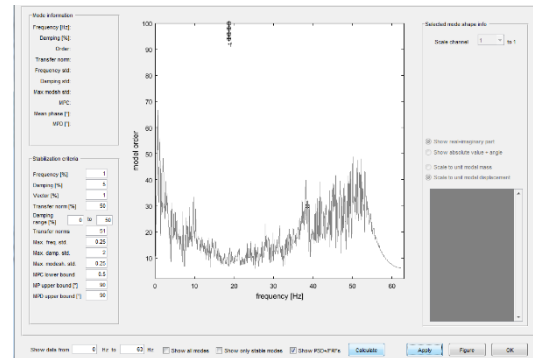 Mode information
Frequency [Hz]:
Damping [%]:
Order:
Transfer norm:
Frequency std:
Damping std:
Max modesh std:
MPC:
Mean phase [°]:
MPD [°]:
Stabilization criteria
Frequency [%] 1
Damping [%] 5
Vector [%] 1
Transfer norm [%] 50
Damping range [%] 0 to 50
Transfer norms
Max. freq. std. 0.25
Max. damp. std.
Max. modesh. std. 0.25
MPC lower bound 0.5
MP upper bound [°] 90
MPD upper bound [°] 90
100
90
80
70
60
50
40
30
20
10
model order
0 10 20 30 40 50 60
frequency [Hz]
Selected mode shape info
Scale channel 1 to 1
Show real/imaginary part
Show absolute value + angle
Scale to unit modal mass
Scale to unit modal displacement
Show data from 0 Hz to 63 Hz Show all modes Show only stable modes Show PSD+/FRFs Calculate Apply Figure OK